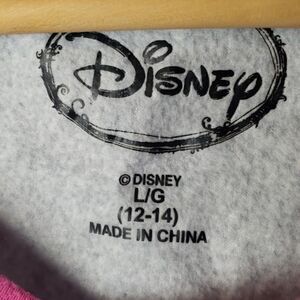 Disney
© DISNEY
L/G
(12-14)
MADE IN CHINA